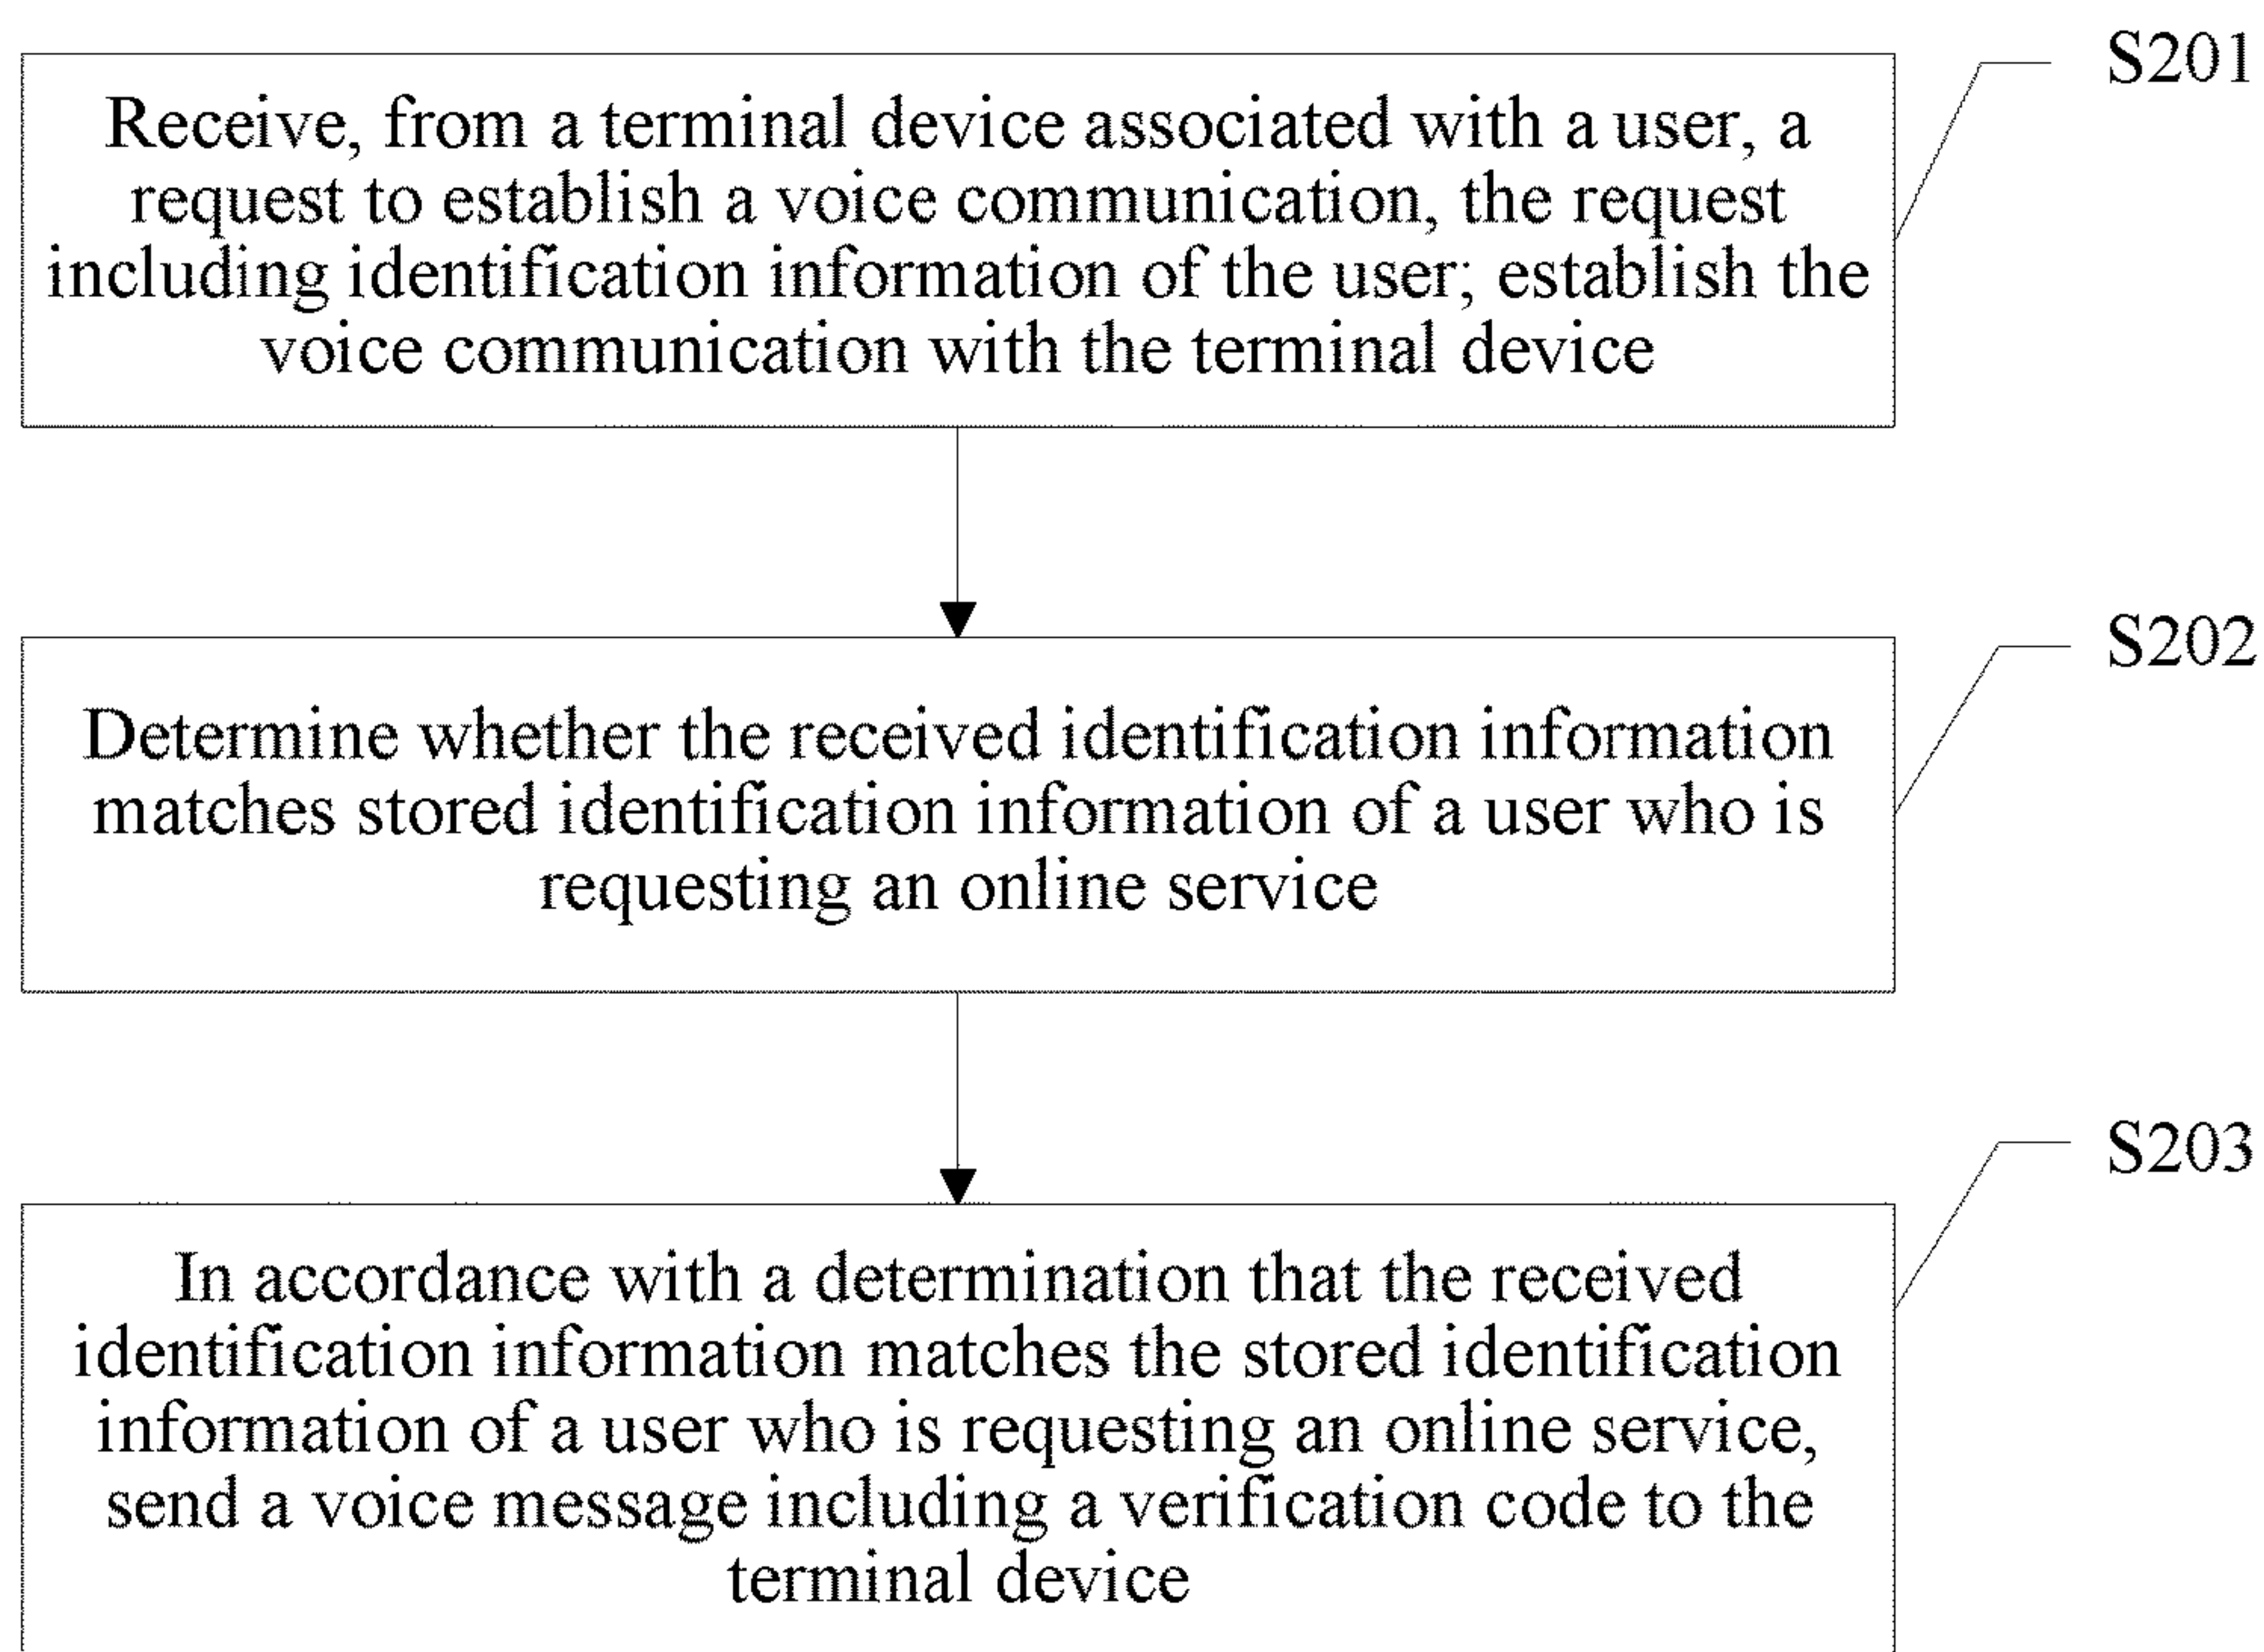 S201
Receive, from a terminal device associated with a user, a
request to establish a voice communication, the request
including identification information of the user; establish the
voice communication with the terminal device
S202
Determine whether the received identification information
matches stored identification information of a user who is
requesting an online service
S203
In accordance with a determination that the received
identification information matches the stored identification
information of a user who is requesting an online service,
send a voice message including a verification code to the
terminal device